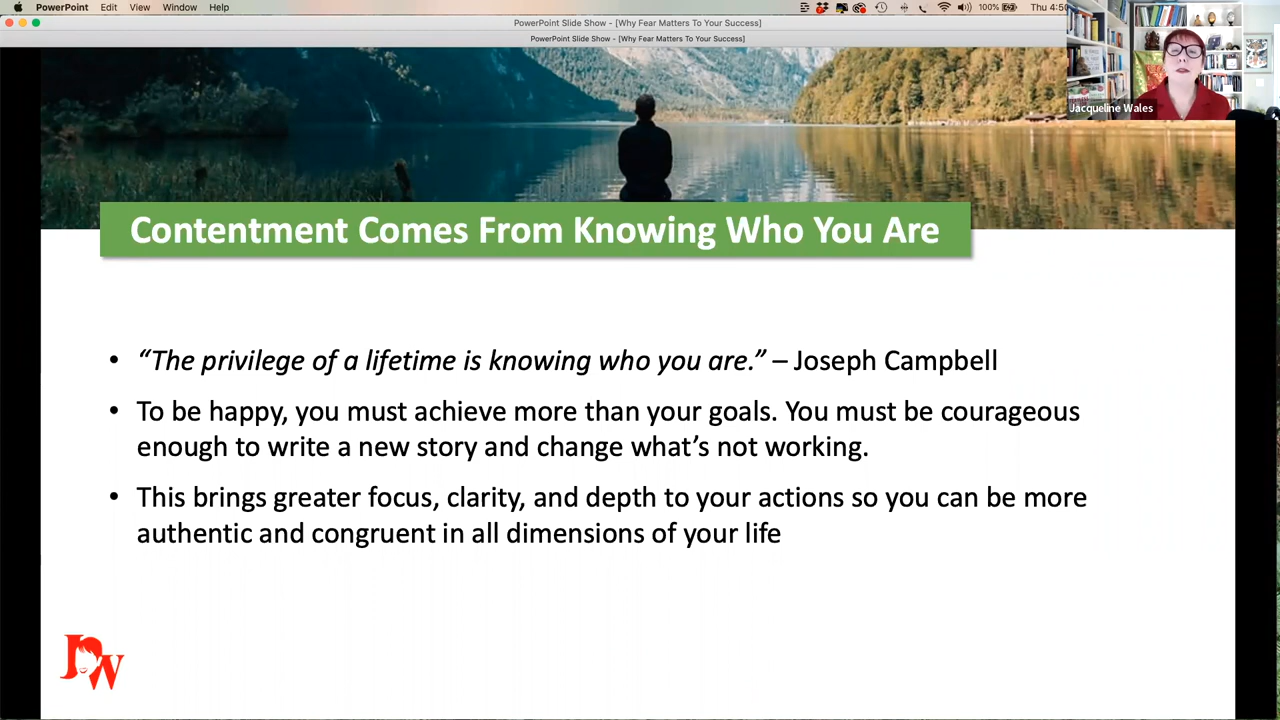 PowerPoint Edit View Window Help 100% Thu 4:50
PowerPoint Slide Show - [Why Fear Matters To Your Success]
PowerPoint Slide Show - [Why Fear Matters To Your Success]
Jacqueline Wales
Contentment Comes From Knowing Who You Are
• “The privilege of a lifetime is knowing who you are.” – Joseph Campbell
• To be happy, you must achieve more than your goals. You must be courageous
enough to write a new story and change what’s not working.
• This brings greater focus, clarity, and depth to your actions so you can be more
authentic and congruent in all dimensions of your life
JW